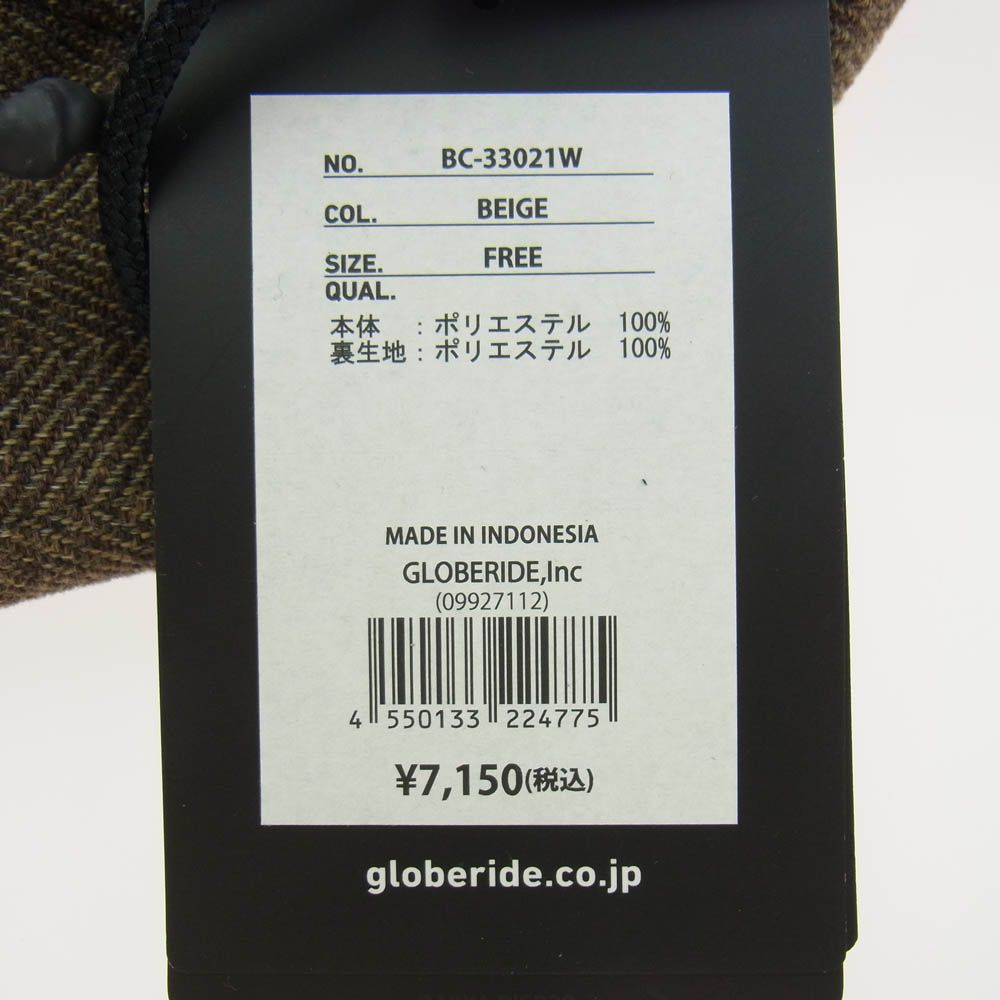 NO. BC-33021W
COL. BEIGE
SIZE. FREE
QUAL.
本体 : ポリエステル 100%
裏生地 : ポリエステル 100%
MADE IN INDONESIA
GLOBERIDE,Inc
(09927112)
4 550133 224775
¥7,150(税込)
globeride.co.jp